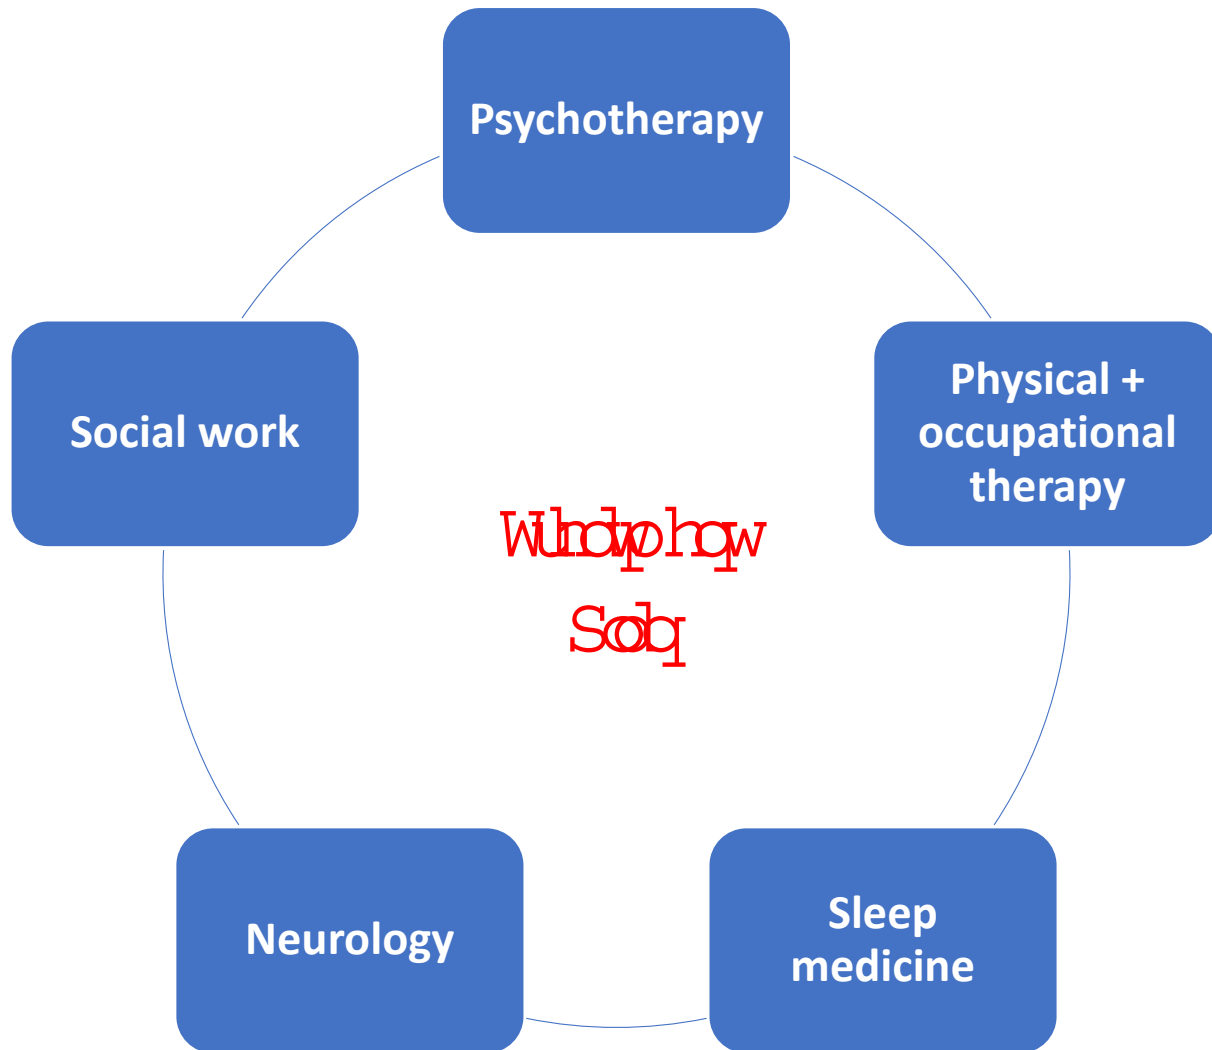 Psychotherapy
Physical +
occupational
therapy
Social work
Neurology
Sleep
medicine